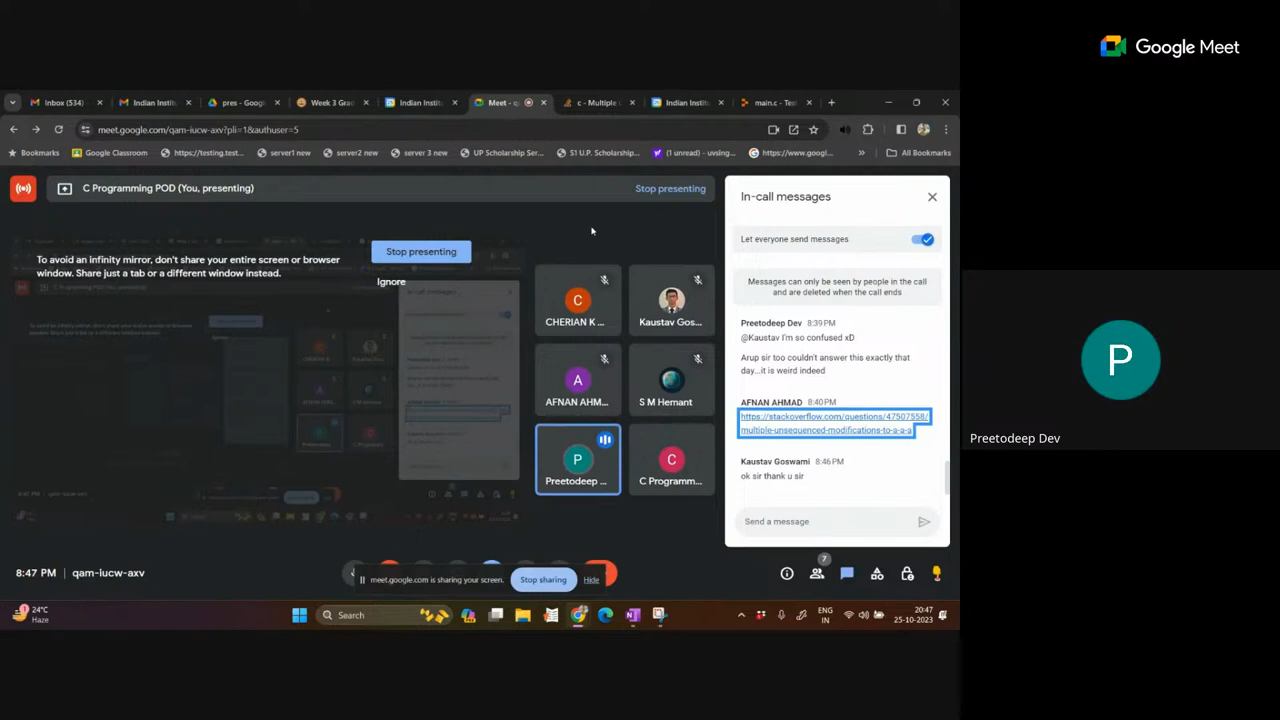 Google Meet
Inbox (534)
Indian Instit
pres - Googl
Week 3 Grad
Indian Instit
Meet - q
c - Multiple
Indian Instit
main.c - Tes
meet.google.com/qam-iucw-axv?pli=1&authuser=5
Bookmarks
Google Classroom
https://testing.test...
server1 new
server2 new
server 3 new
UP Scholarship Ser...
S1 U.P. Scholarship...
(1 unread) - uvsing...
https://www.googl...
»
All Bookmarks
C Programming POD (You, presenting)
Stop presenting
To avoid an infinity mirror, don't share your entire screen or browser
window. Share just a tab or a different window instead.
Stop presenting
Ignore
C
CHERIAN K ...
Kaustav Gos...
A
AFNAN AHM...
S M Hemant
P
Preetodeep ...
C
C Programm...
In-call messages
Let everyone send messages
Messages can only be seen by people in the call
and are deleted when the call ends
Preetodeep Dev 8:39 PM
@Kaustav I'm so confused xD
Arup sir too couldn't answer this exactly that
day...it is weird indeed
AFNAN AHMAD 8:40 PM
https://stackoverflow.com/questions/47507558/
multiple-unsequenced-modifications-to-a-a-a
Kaustav Goswami 8:46 PM
ok sir thank u sir
Send a message
8:47 PM | qam-iucw-axv
meet.google.com is sharing your screen.
Stop sharing
Hide
7
24°C
Haze
Search
ENG
IN
20:47
25-10-2023
P
Preetodeep Dev